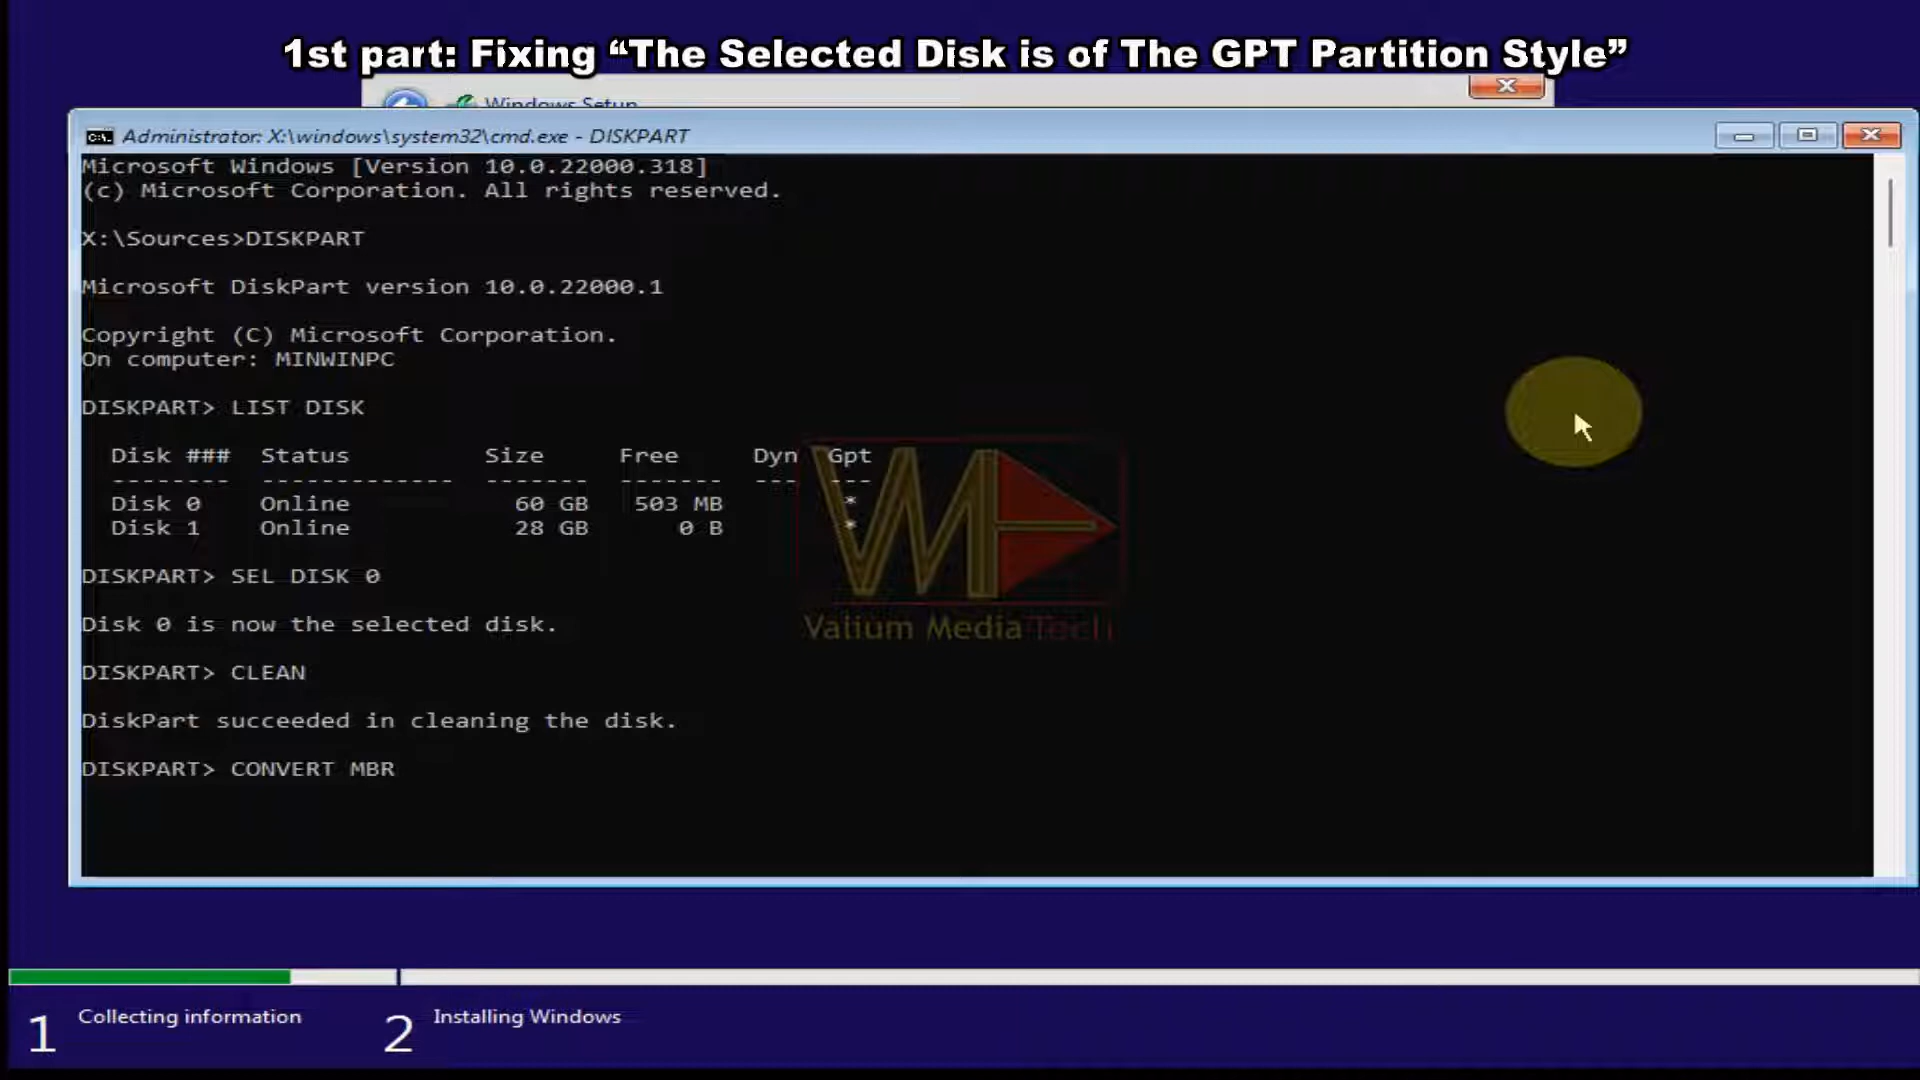 1st part: Fixing “The Selected Disk is of The GPT Partition Style”
Windows Setup
Administrator: X:\windows\system32\cmd.exe - DISKPART
Microsoft Windows [Version 10.0.22000.318]
(c) Microsoft Corporation. All rights reserved.
X:\Sources>DISKPART
Microsoft DiskPart version 10.0.22000.1
Copyright (C) Microsoft Corporation.
On computer: MINWINPC
DISKPART> LIST DISK
Disk ### Status Size Free Dyn Gpt
-------- ------------- ------- ------- --- ---
Disk 0 Online 60 GB 503 MB *
Disk 1 Online 28 GB 0 B *
DISKPART> SEL DISK 0
Disk 0 is now the selected disk.
DISKPART> CLEAN
DiskPart succeeded in cleaning the disk.
DISKPART> CONVERT MBR
Valium MediaTech
1 Collecting information
2 Installing Windows